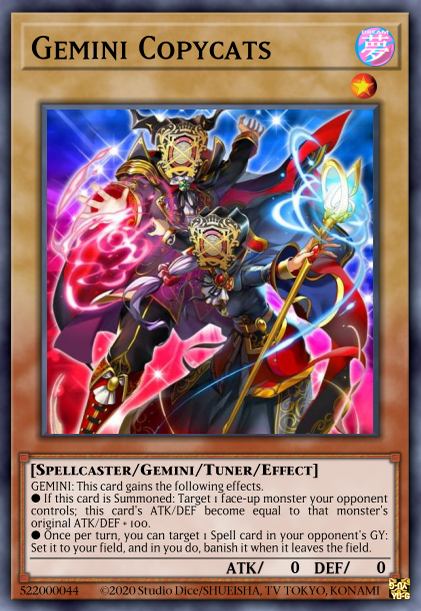 GEMINI COPYCATS
DREAM
夢
[SPELLCASTER/GEMINI/TUNER/EFFECT]
GEMINI: This card gains the following effects.
● If this card is Summoned: Target 1 face-up monster your opponent
controls; this card's ATK/DEF become equal to that monster's
original ATK/DEF + 100.
● Once per turn, you can target 1 Spell card in your opponent's GY:
Set it to your field, and in you do, banish it when it leaves the field.
ATK/ 0 DEF/ 0
522000044 ©2020 Studio Dice/SHUEISHA, TV TOKYO, KONAMI